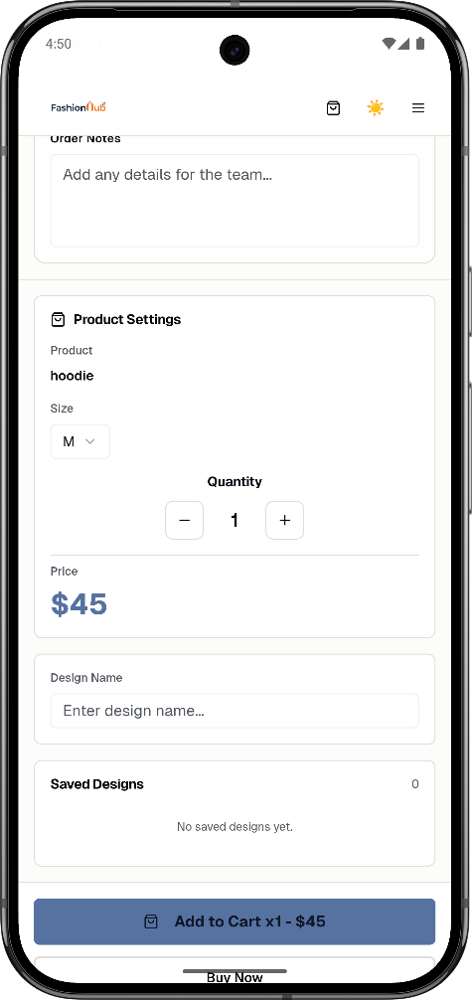 4:50
FashionHub
Order Notes
Add any details for the team...
Product Settings
Product
hoodie
Size
M
Quantity
− 1 +
Price
$45
Design Name
Enter design name...
Saved Designs 0
No saved designs yet.
Add to Cart x1 - $45
Buy Now